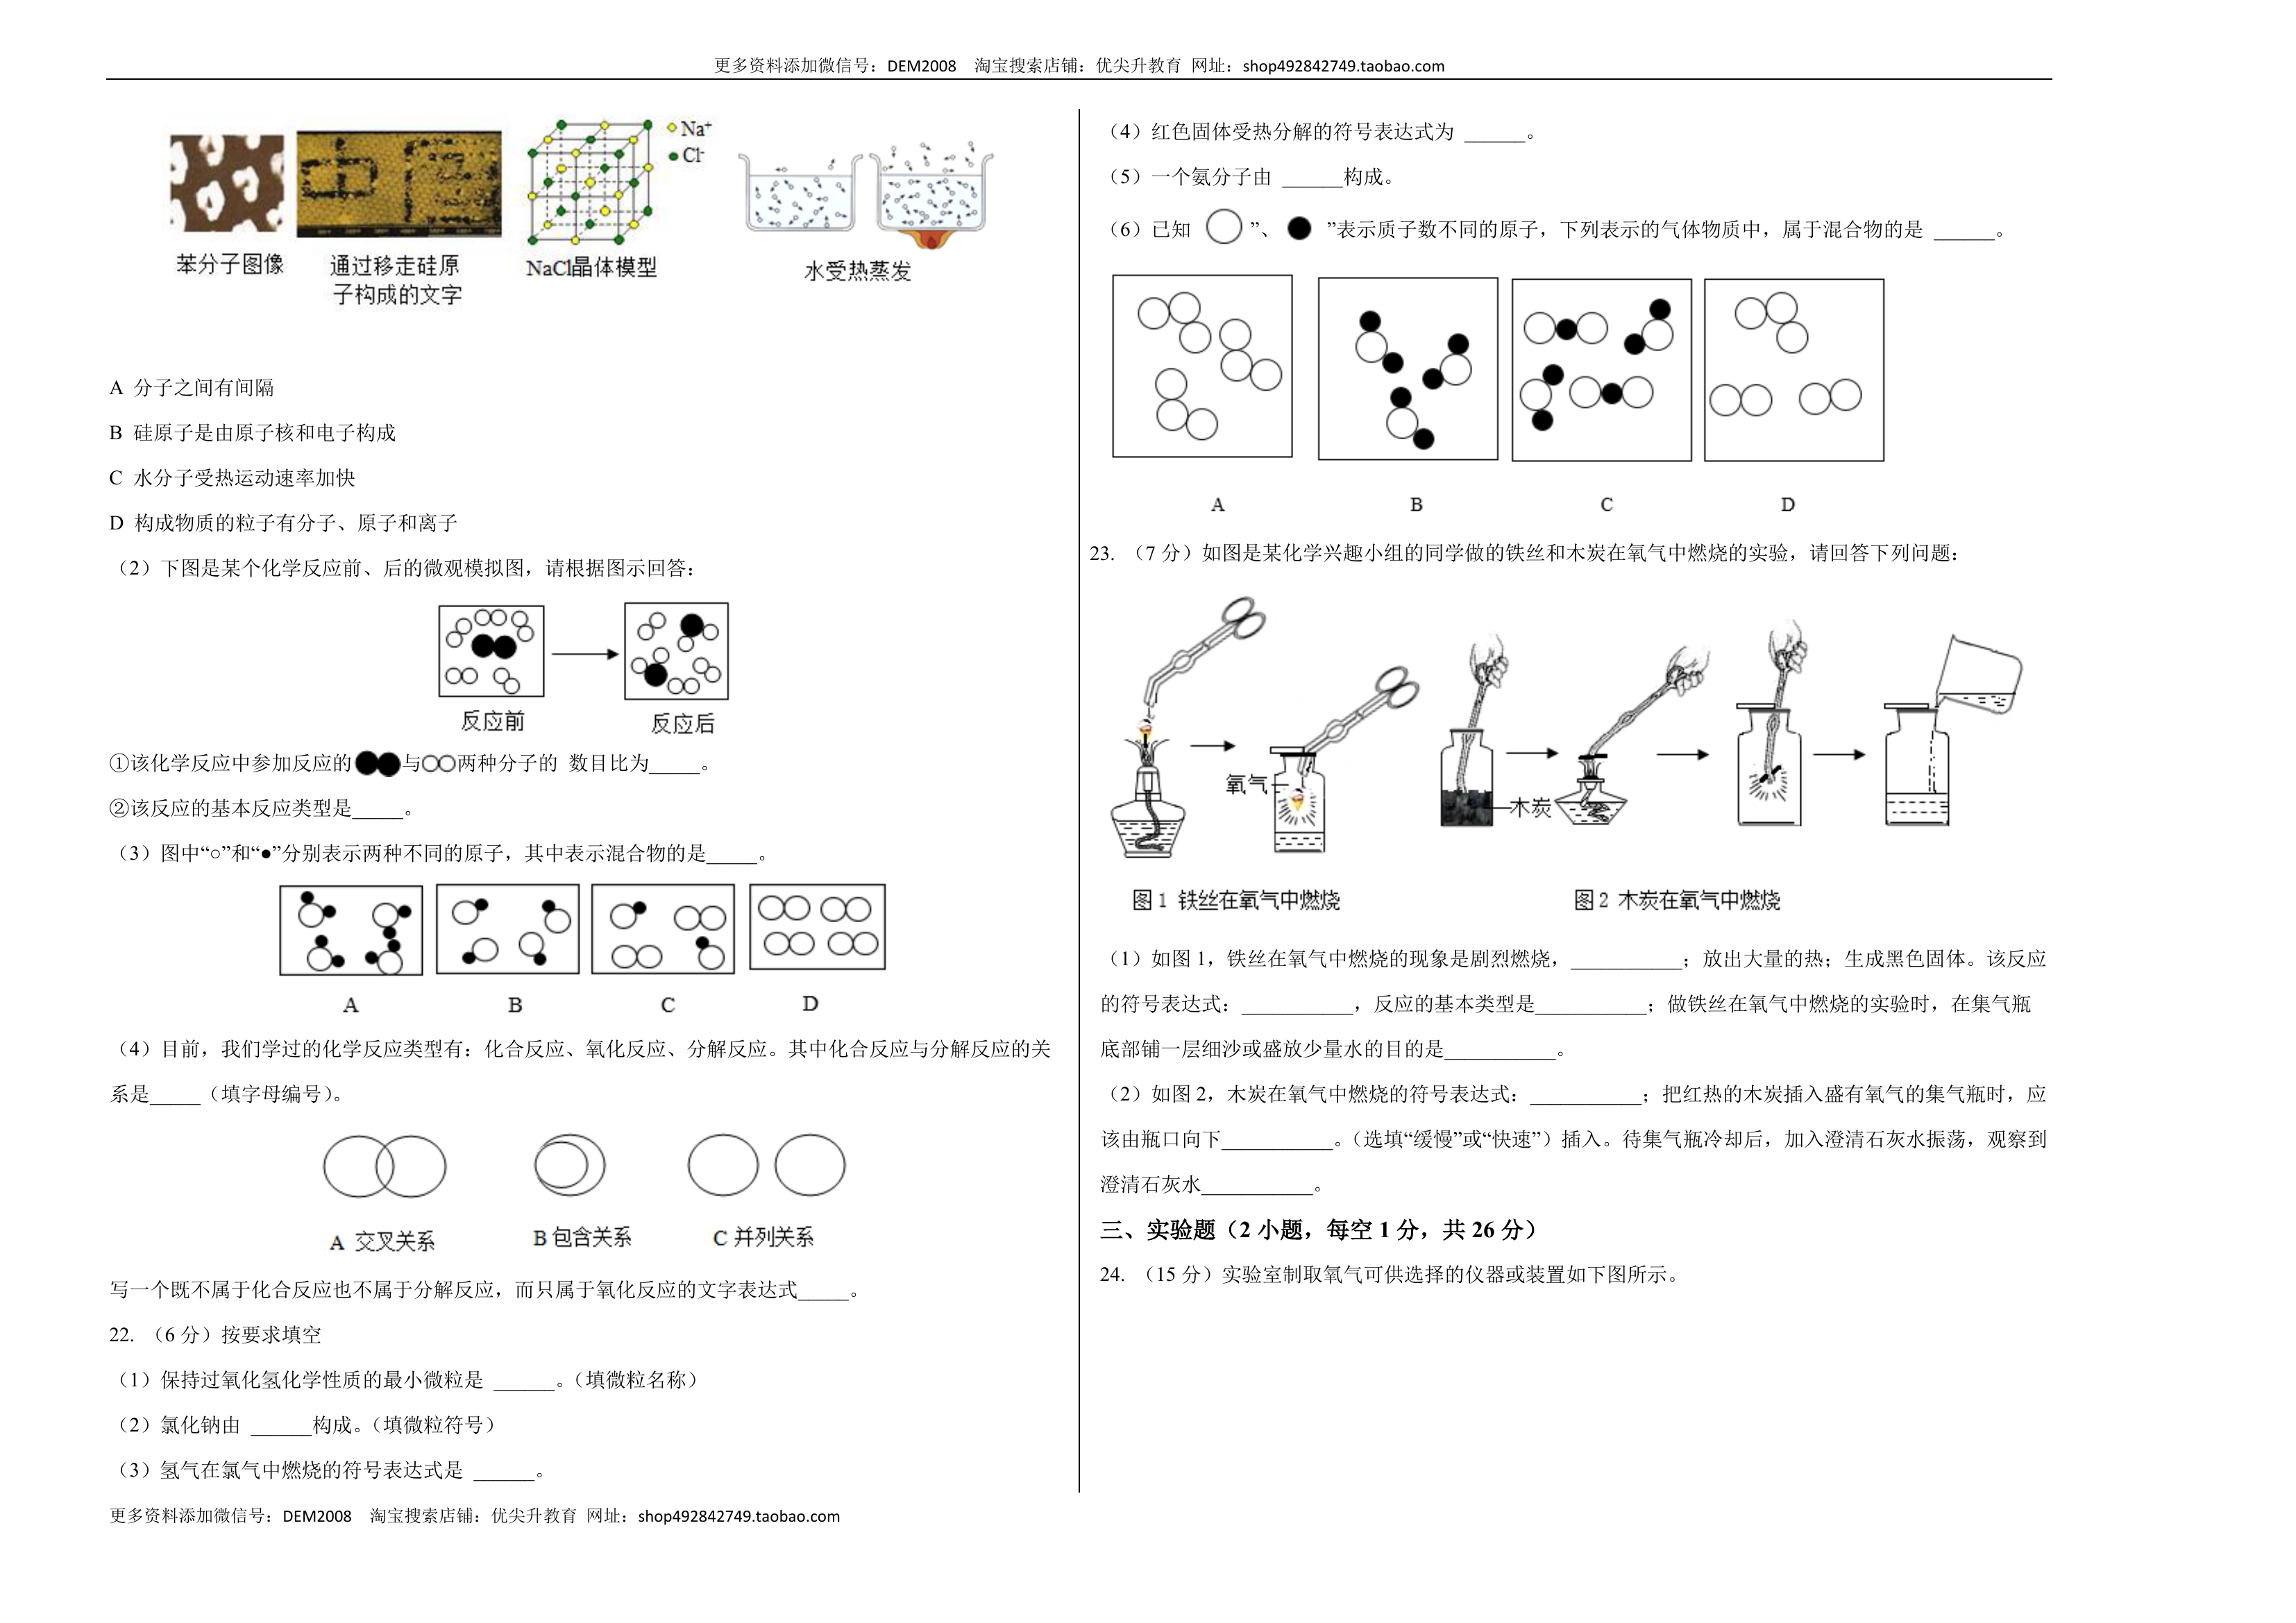 更多资料添加微信号：DEM2008 淘宝搜索店铺：优尖升教育 网址：shop492842749.taobao.com
Na⁺
Cl⁻
苯分子图像
通过移走硅原
子构成的文字
NaCl晶体模型
水受热蒸发
A 分子之间有间隔
B 硅原子是由原子核和电子构成
C 水分子受热运动速率加快
D 构成物质的粒子有分子、原子和离子
（2）下图是某个化学反应前、后的微观模拟图，请根据图示回答：
反应前
反应后
①该化学反应中参加反应的与两种分子的 数目比为_____。
②该反应的基本反应类型是_____。
（3）图中“○”和“●”分别表示两种不同的原子，其中表示混合物的是_____。
A B C D
（4）目前，我们学过的化学反应类型有：化合反应、氧化反应、分解反应。其中化合反应与分解反应的关
系是_____（填字母编号）。
A 交叉关系 B 包含关系 C 并列关系
写一个既不属于化合反应也不属于分解反应，而只属于氧化反应的文字表达式_____。
22. （6 分）按要求填空
（1）保持过氧化氢化学性质的最小微粒是 ______。（填微粒名称）
（2）氯化钠由 ______构成。（填微粒符号）
（3）氢气在氯气中燃烧的符号表达式是 ______。
（4）红色固体受热分解的符号表达式为 ______。
（5）一个氨分子由 ______构成。
（6）已知 ”、 ”表示质子数不同的原子，下列表示的气体物质中，属于混合物的是 ______。
A B C D
23. （7 分）如图是某化学兴趣小组的同学做的铁丝和木炭在氧气中燃烧的实验，请回答下列问题：
氧气
木炭
图1 铁丝在氧气中燃烧
图2 木炭在氧气中燃烧
（1）如图 1，铁丝在氧气中燃烧的现象是剧烈燃烧，___________；放出大量的热；生成黑色固体。该反应
的符号表达式：___________，反应的基本类型是___________；做铁丝在氧气中燃烧的实验时，在集气瓶
底部铺一层细沙或盛放少量水的目的是___________。
（2）如图 2，木炭在氧气中燃烧的符号表达式：___________；把红热的木炭插入盛有氧气的集气瓶时，应
该由瓶口向下___________。（选填“缓慢”或“快速”）插入。待集气瓶冷却后，加入澄清石灰水振荡，观察到
澄清石灰水___________。
三、实验题（2 小题，每空 1 分，共 26 分）
24. （15 分）实验室制取氧气可供选择的仪器或装置如下图所示。
更多资料添加微信号：DEM2008 淘宝搜索店铺：优尖升教育 网址：shop492842749.taobao.com